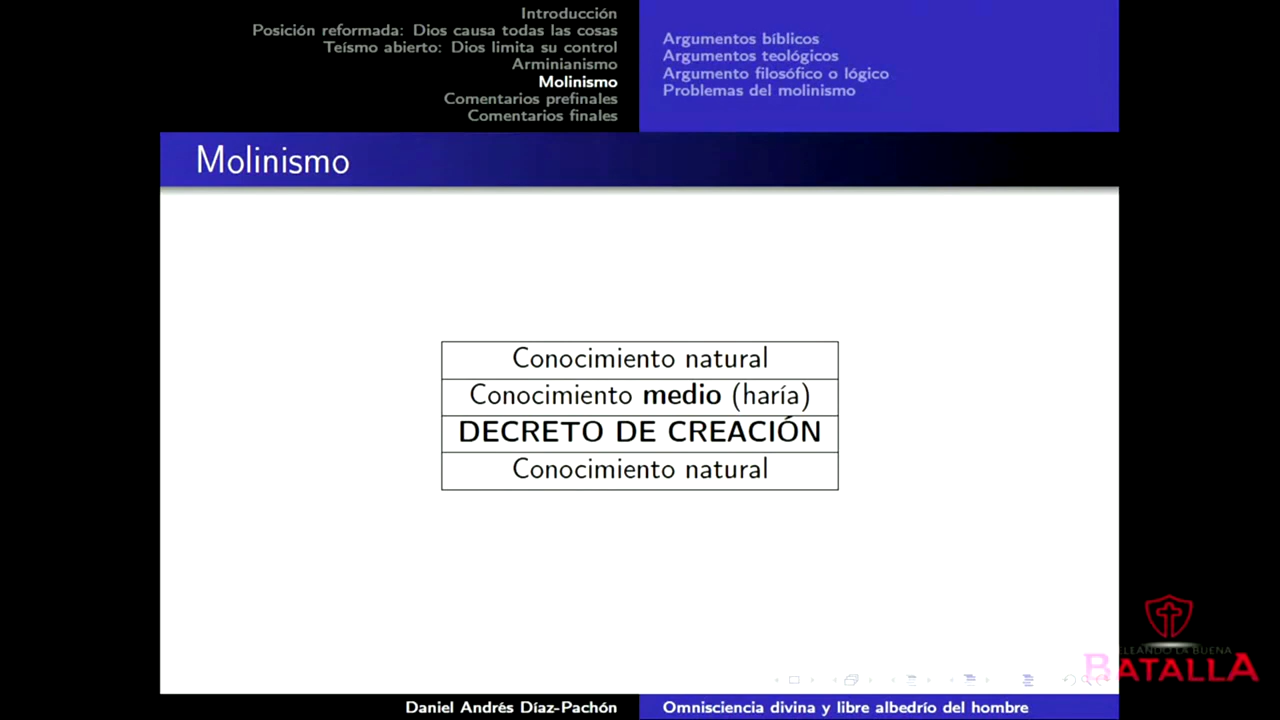 Introducción
Posición reformada: Dios causa todas las cosas
Teísmo abierto: Dios limita su control
Arminianismo
Molinismo
Comentarios prefinales
Comentarios finales
Argumentos bíblicos
Argumentos teológicos
Argumento filosófico o lógico
Problemas del molinismo
Molinismo
Conocimiento natural
Conocimiento medio (haría)
DECRETO DE CREACIÓN
Conocimiento natural
LA BUENA
BATALLA
Daniel Andrés Díaz-Pachón
Omnisciencia divina y libre albedrío del hombre